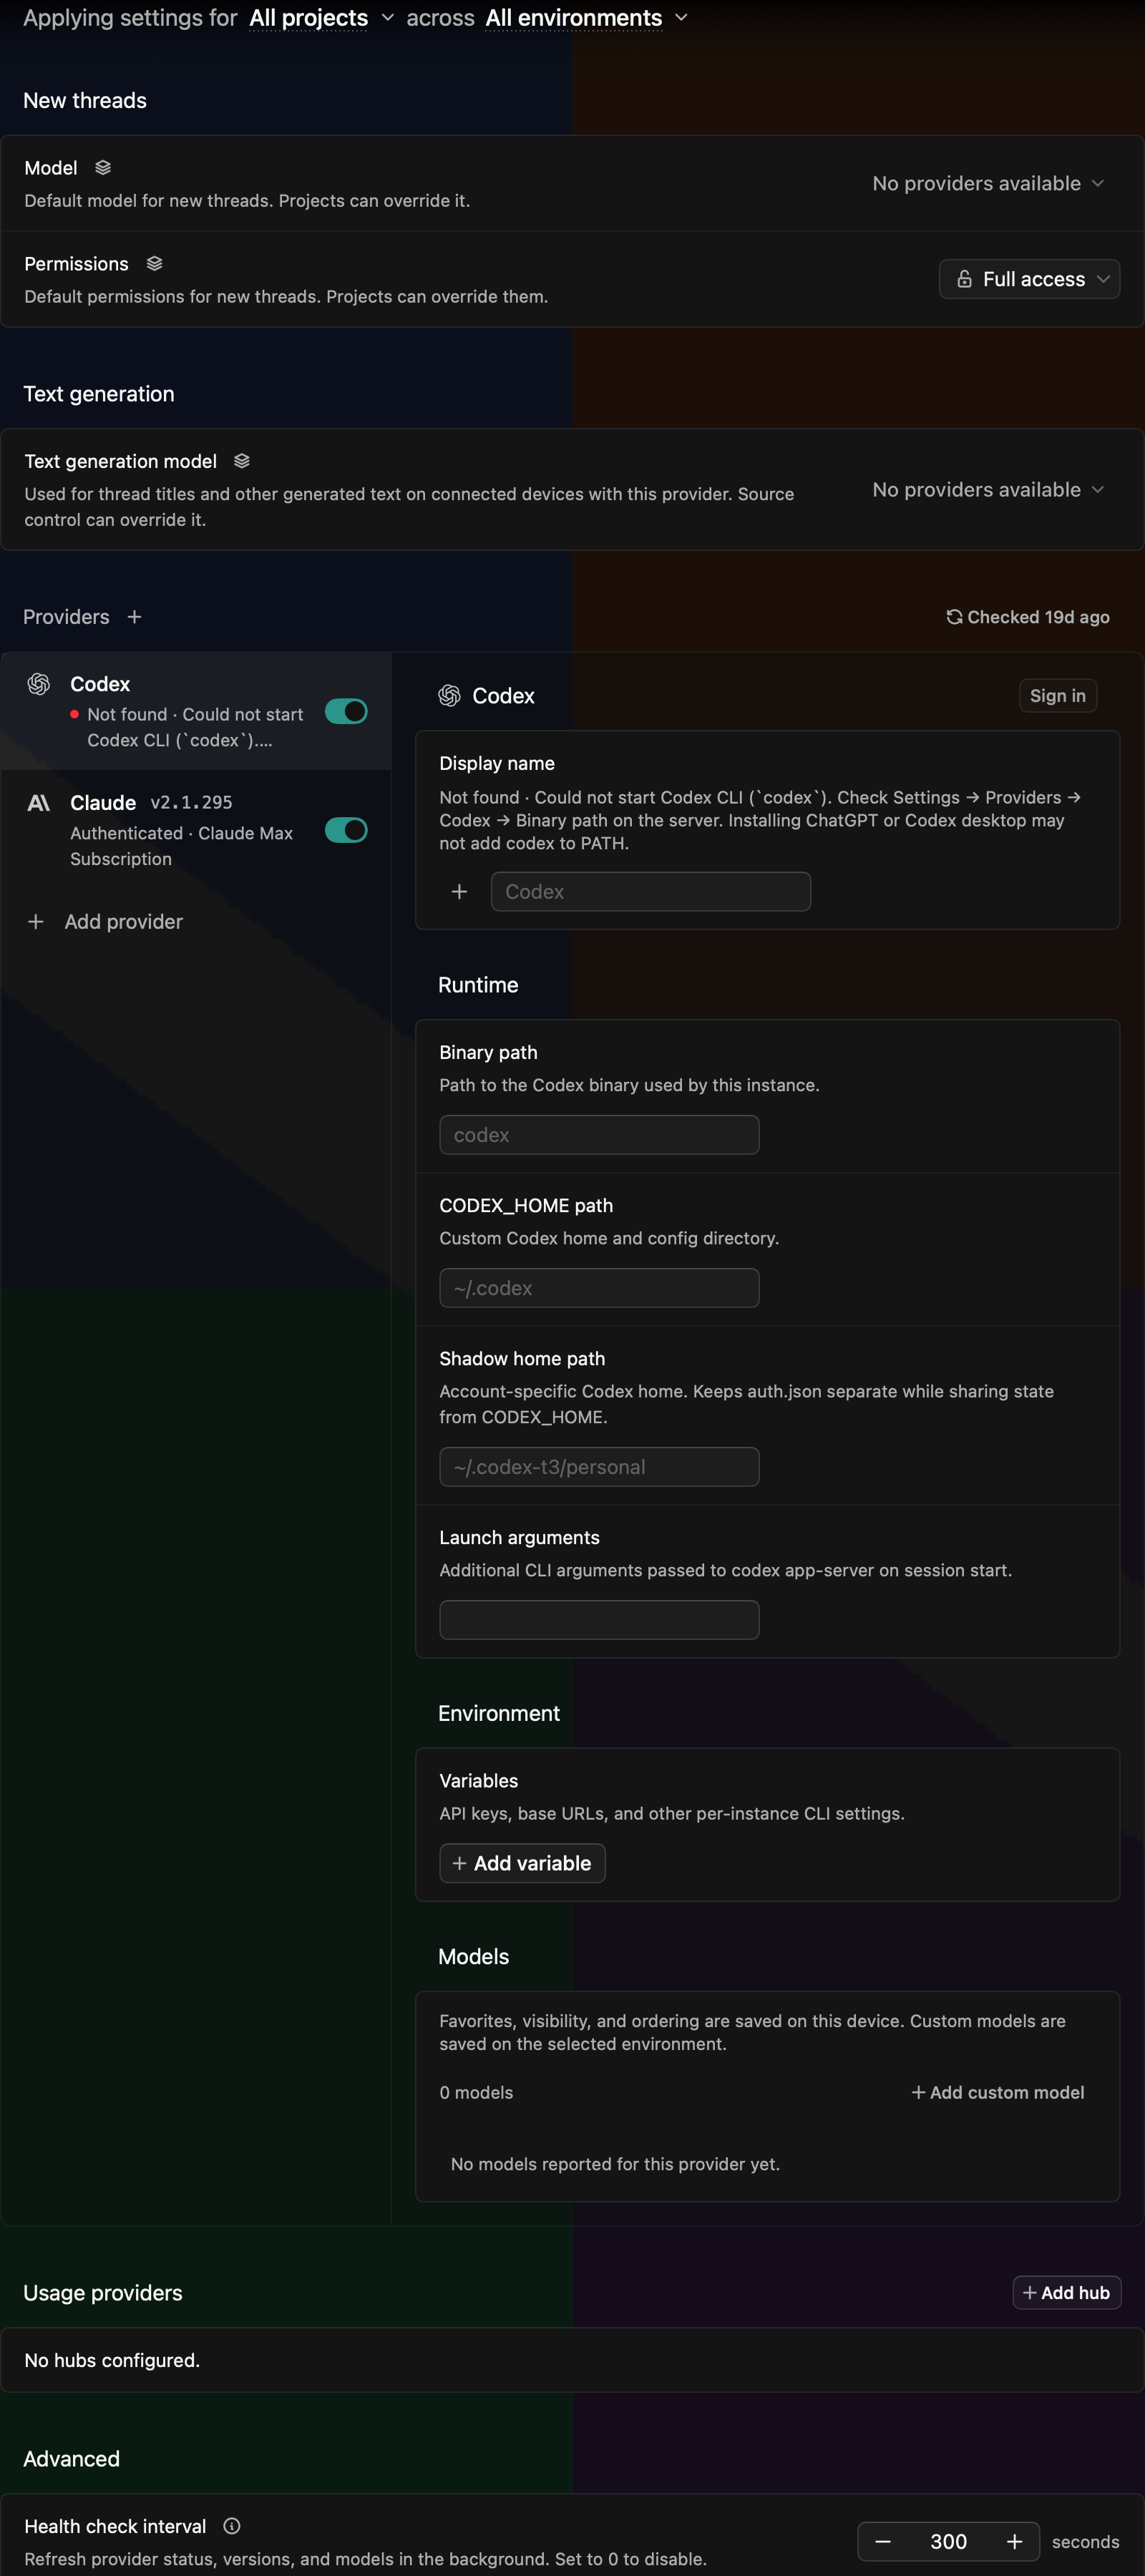 Applying settings for All projects across All environments
New threads
Model
Default model for new threads. Projects can override it.
No providers available
Permissions
Default permissions for new threads. Projects can override them.
Full access
Text generation
Text generation model
Used for thread titles and other generated text on connected devices with this provider. Source
control can override it.
No providers available
Providers
Checked 19d ago
Codex
Not found · Could not start
Codex CLI (`codex`)....
Claude v2.1.295
Authenticated · Claude Max
Subscription
Add provider
Codex
Sign in
Display name
Not found · Could not start Codex CLI (`codex`). Check Settings → Providers →
Codex → Binary path on the server. Installing ChatGPT or Codex desktop may
not add codex to PATH.
Codex
Runtime
Binary path
Path to the Codex binary used by this instance.
codex
CODEX_HOME path
Custom Codex home and config directory.
~/.codex
Shadow home path
Account-specific Codex home. Keeps auth.json separate while sharing state
from CODEX_HOME.
~/.codex-t3/personal
Launch arguments
Additional CLI arguments passed to codex app-server on session start.
Environment
Variables
API keys, base URLs, and other per-instance CLI settings.
+ Add variable
Models
Favorites, visibility, and ordering are saved on this device. Custom models are
saved on the selected environment.
0 models
+ Add custom model
No models reported for this provider yet.
Usage providers
+ Add hub
No hubs configured.
Advanced
Health check interval
Refresh provider status, versions, and models in the background. Set to 0 to disable.
− 300 + seconds